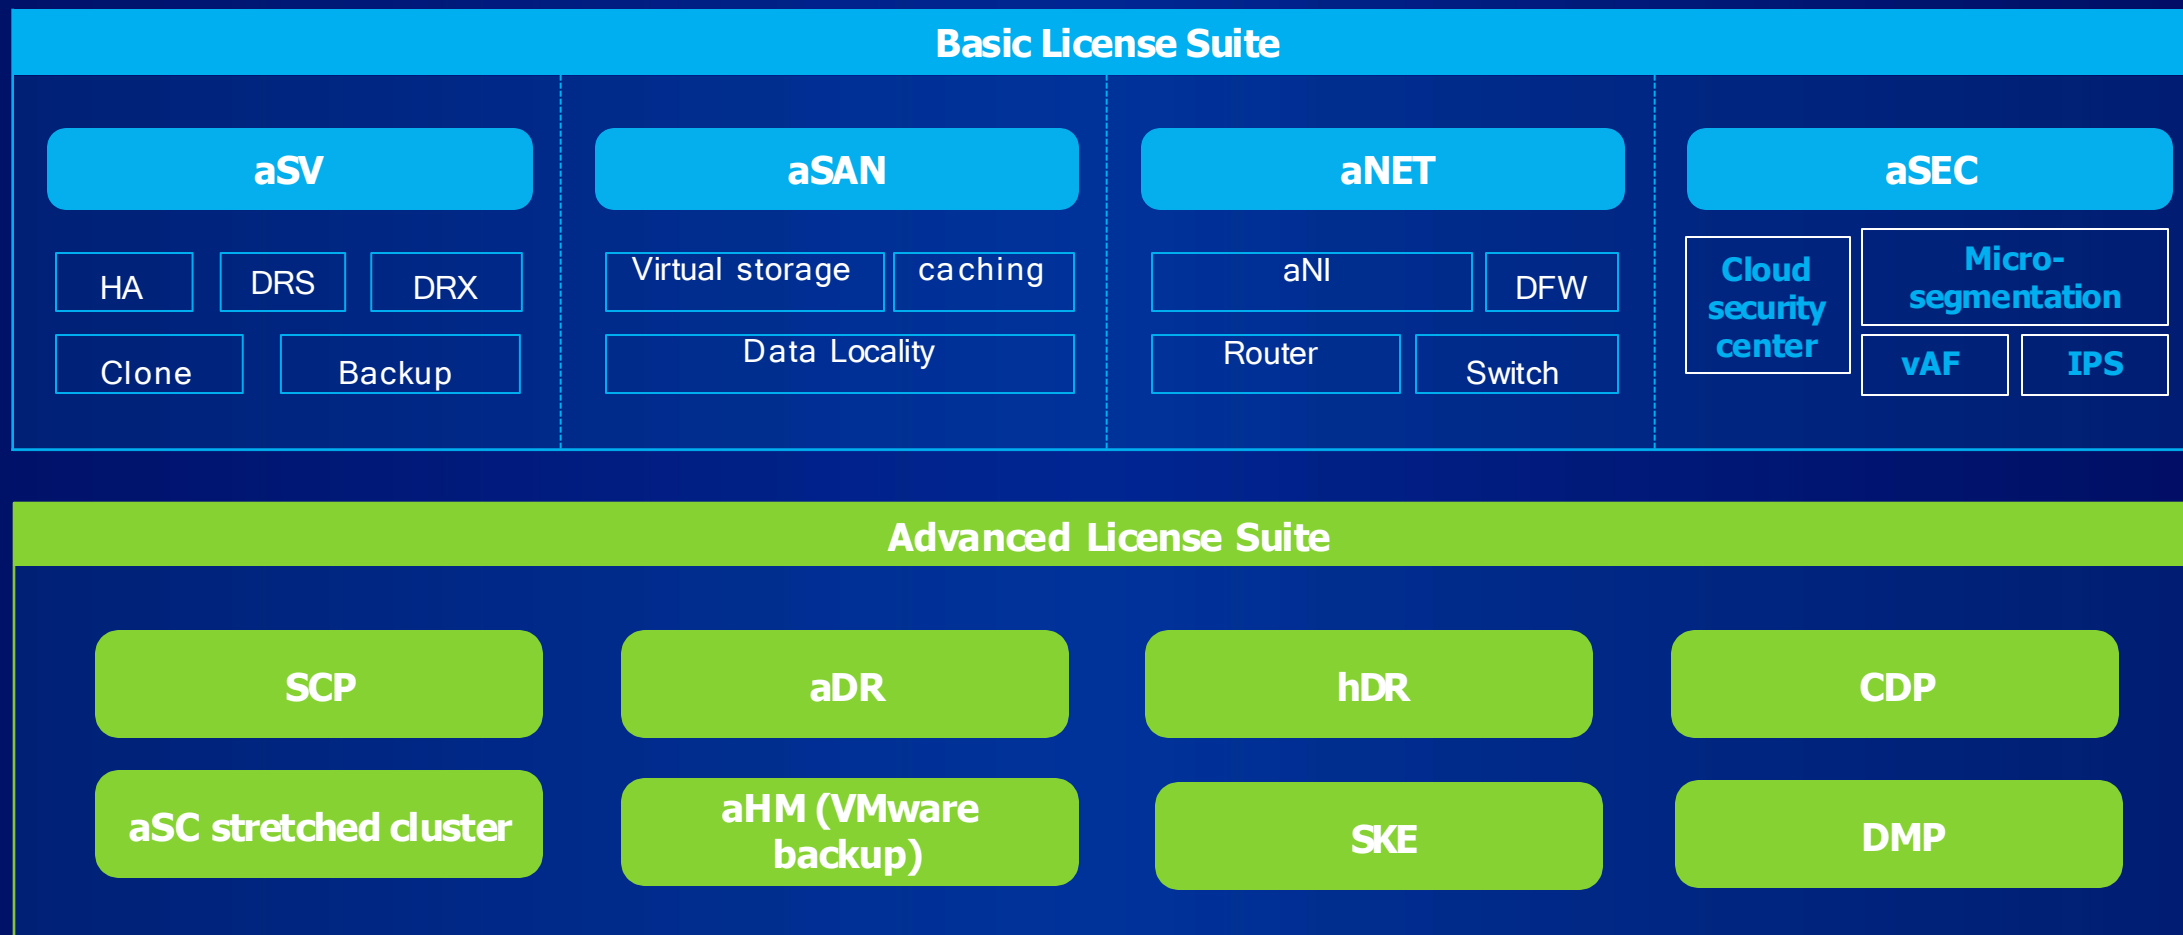 Basic License Suite
aSV
aSAN
aNET
aSEC
HA
DRS
DRX
Clone
Backup
Virtual storage
caching
Data Locality
aNI
DFW
Router
Switch
Cloud
security
center
Micro-
segmentation
vAF
IPS
Advanced License Suite
SCP
aDR
hDR
CDP
aSC stretched cluster
aHM (VMware
backup)
SKE
DMP